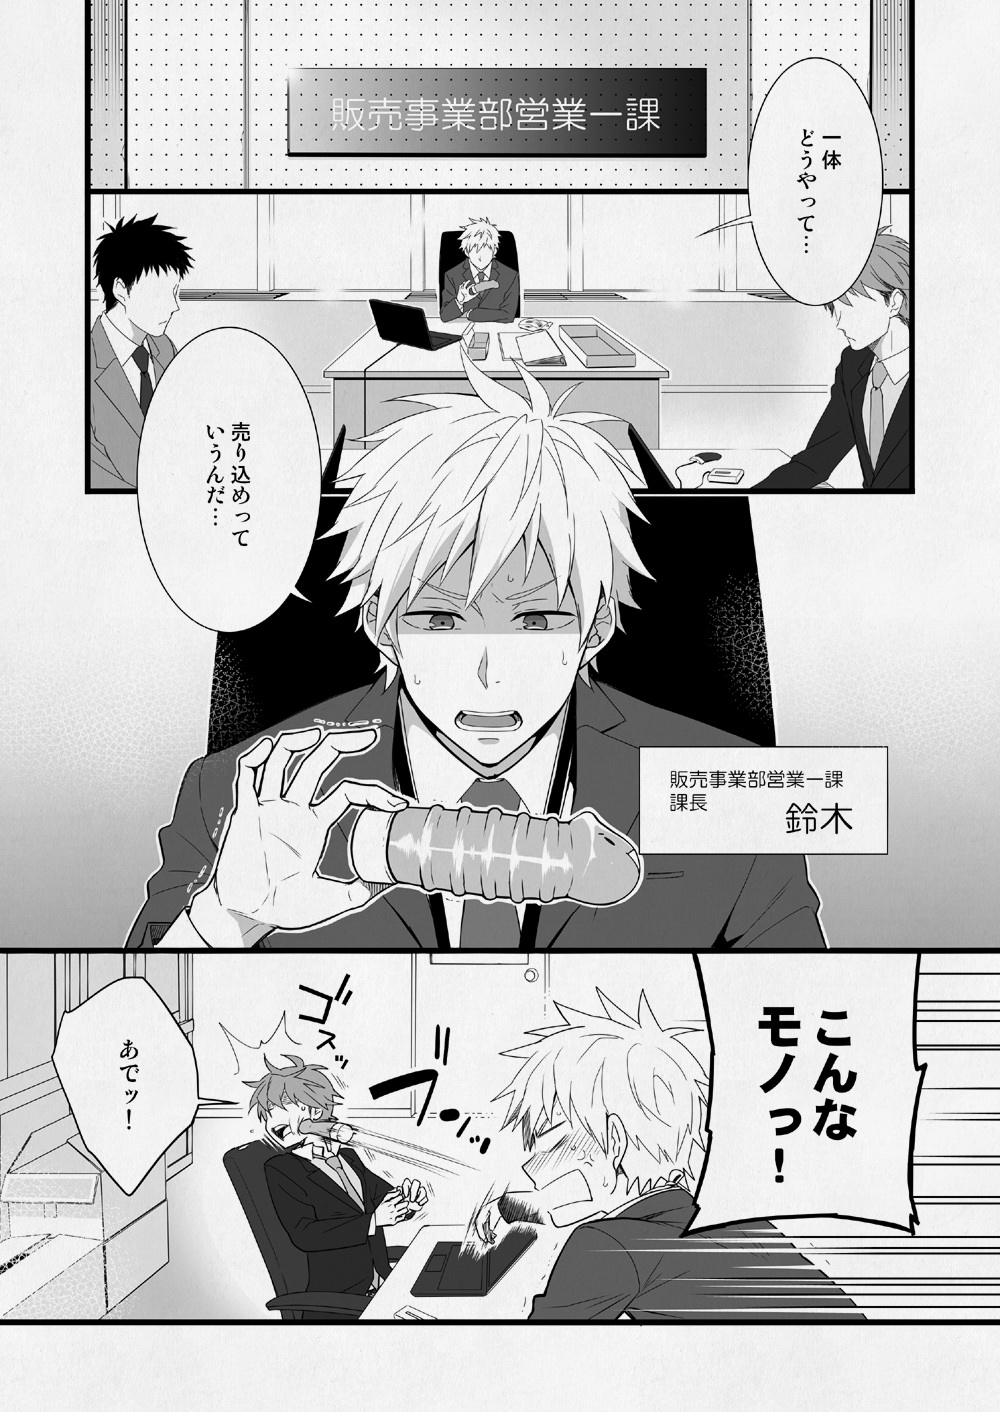 販売事業部営業一課
一体
どうやって…
売り込めって
いうんだ…
販売事業部営業一課
課長
鈴木
こんな
モノっ！
ブンッ
ゴスッ
あでッ！